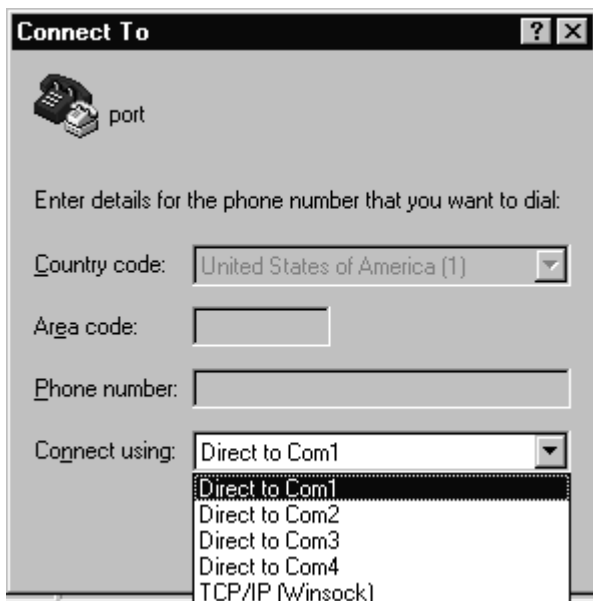 Connect To
port
Enter details for the phone number that you want to dial:
Country code: United States of America (1)
Area code:
Phone number:
Connect using: Direct to Com1
Direct to Com1
Direct to Com2
Direct to Com3
Direct to Com4
TCP/IP (Winsock)